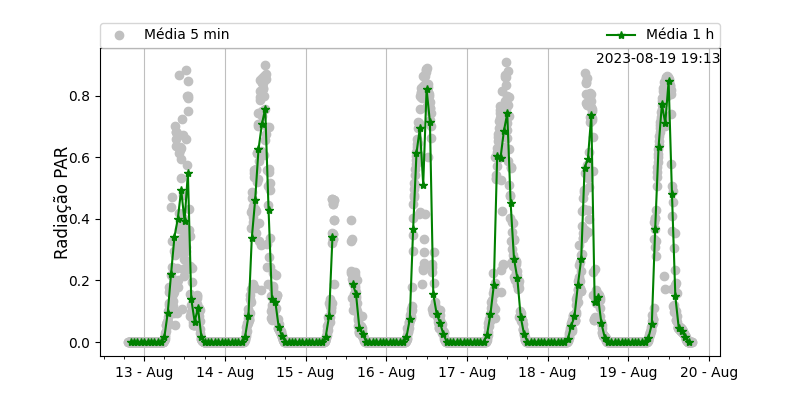 Média 5 min
Média 1 h
2023-08-19 19:13
Radiação PAR
0.8
0.6
0.4
0.2
0.0
13 - Aug
14 - Aug
15 - Aug
16 - Aug
17 - Aug
18 - Aug
19 - Aug
20 - Aug